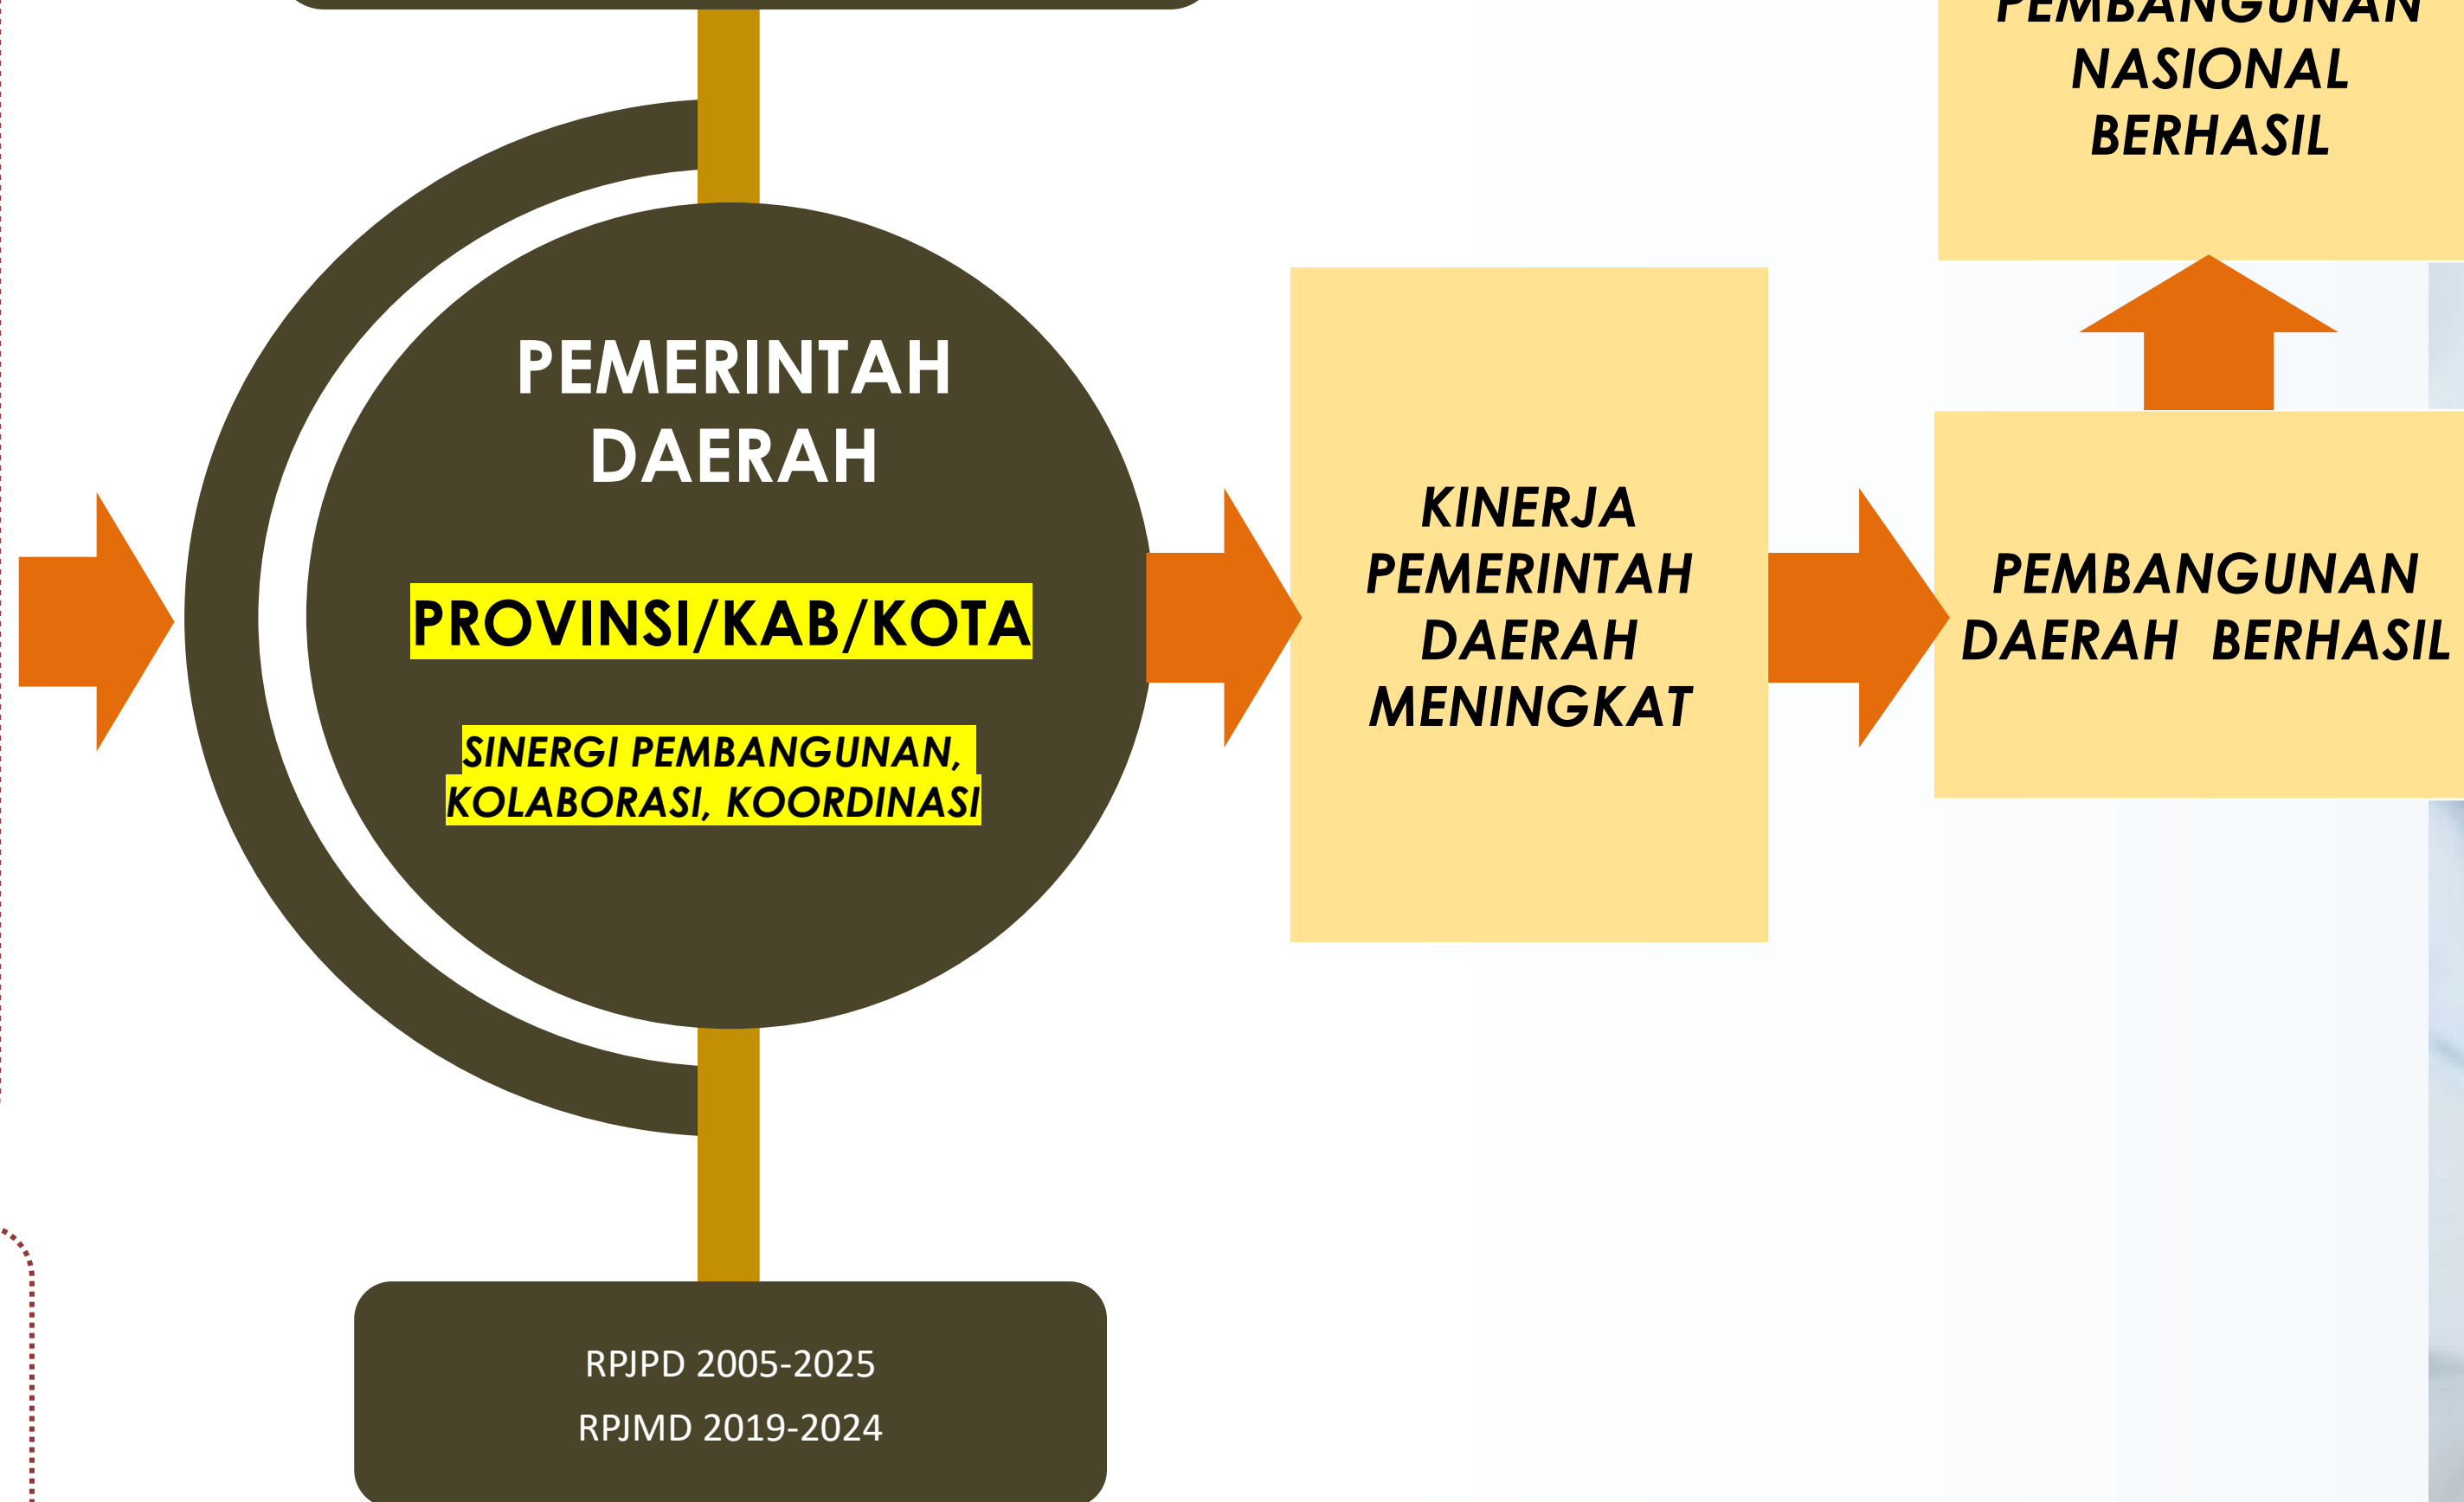 PEMBANGUNAN
NASIONAL
BERHASIL
PEMERINTAH
DAERAH
PROVINSI/KAB/KOTA
SINERGI PEMBANGUNAN,
KOLABORASI, KOORDINASI
KINERJA
PEMERINTAH
DAERAH
MENINGKAT
PEMBANGUNAN
DAERAH BERHASIL
RPJPD 2005-2025
RPJMD 2019-2024